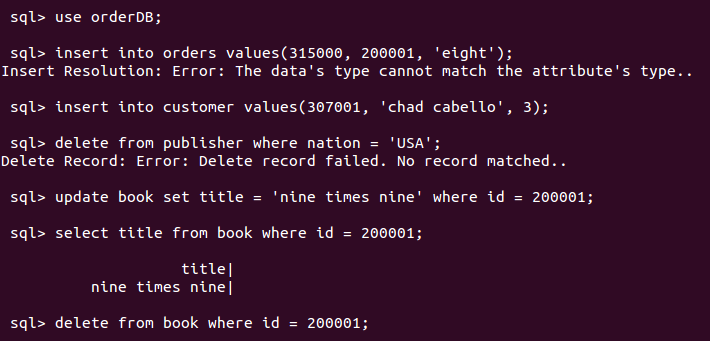 sql> use orderDB;
sql> insert into orders values(315000, 200001, 'eight');
Insert Resolution: Error: The data's type cannot match the attribute's type..
sql> insert into customer values(307001, 'chad cabello', 3);
sql> delete from publisher where nation = 'USA';
Delete Record: Error: Delete record failed. No record matched..
sql> update book set title = 'nine times nine' where id = 200001;
sql> select title from book where id = 200001;
title|
nine times nine|
sql> delete from book where id = 200001;